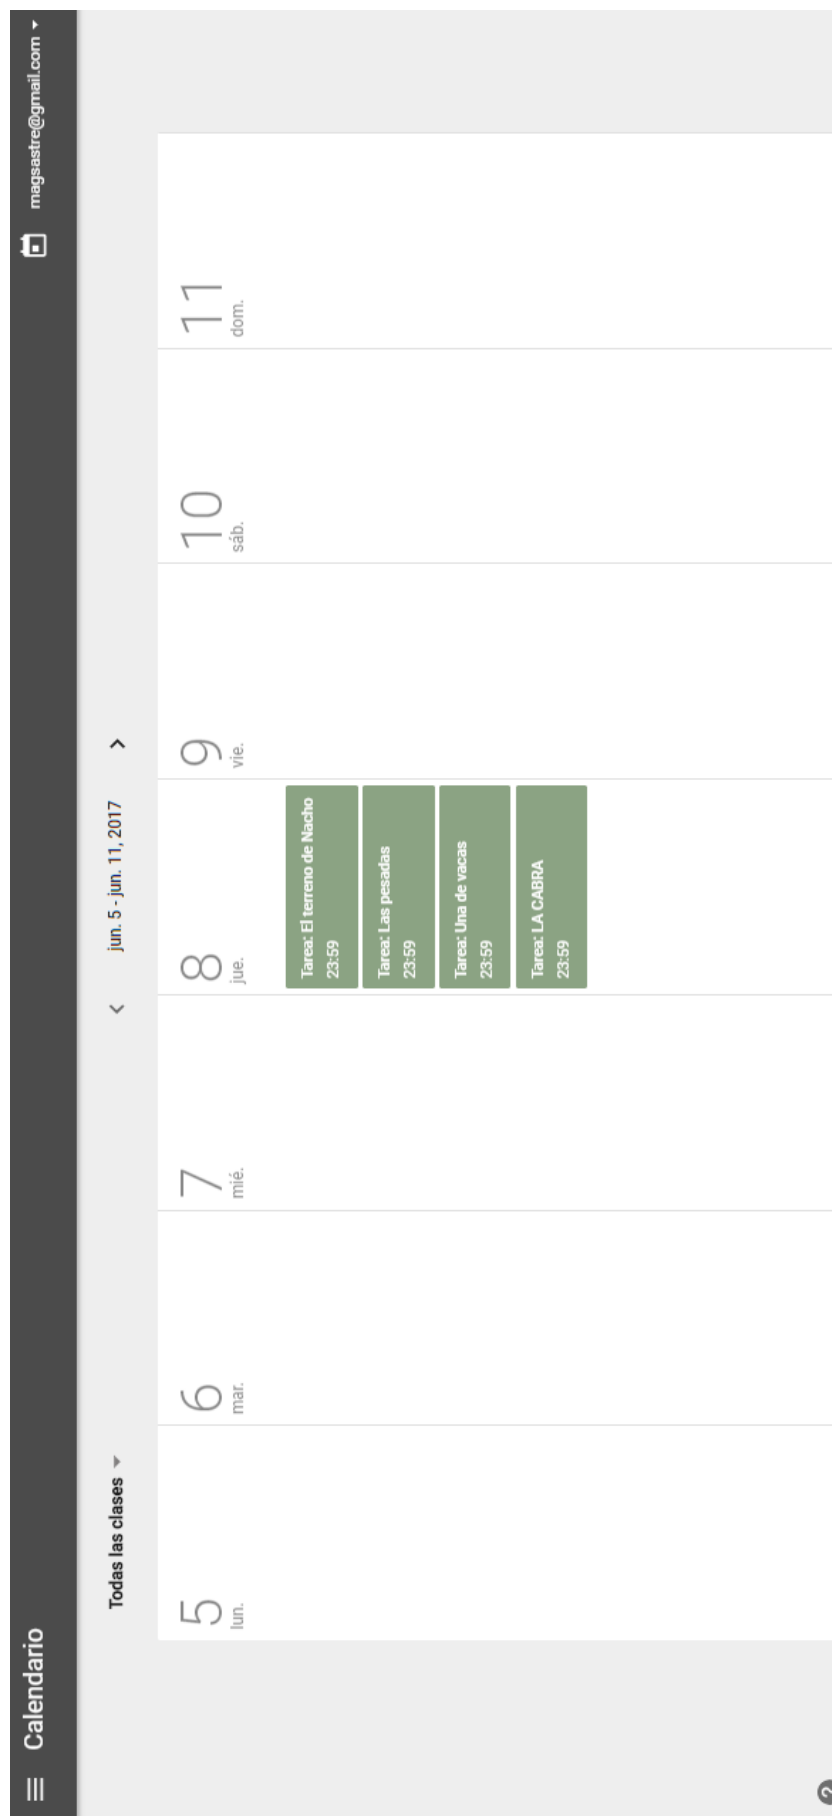 Calendario
magsastre@gmail.com
Todas las clases
jun. 5 - jun. 11, 2017
5
lun.
6
mar.
7
mié.
8
jue.
9
vie.
10
sáb.
11
dom.
Tarea: El terreno de Nacho
23:59
Tarea: Las pesadas
23:59
Tarea: Una de vacas
23:59
Tarea: LA CABRA
23:59